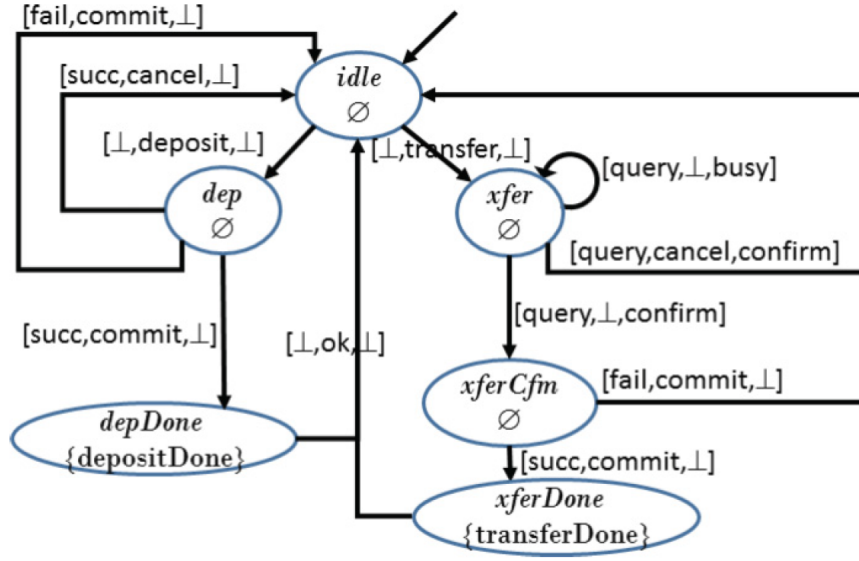 [fail,commit,⊥]
[succ,cancel,⊥]
idle
∅
[⊥,deposit,⊥]
[⊥,transfer,⊥]
dep
∅
xfer
∅
[query,⊥,busy]
[query,cancel,confirm]
[succ,commit,⊥]
[⊥,ok,⊥]
[query,⊥,confirm]
xferCfm
∅
[fail,commit,⊥]
depDone
{depositDone}
[succ,commit,⊥]
xferDone
{transferDone}